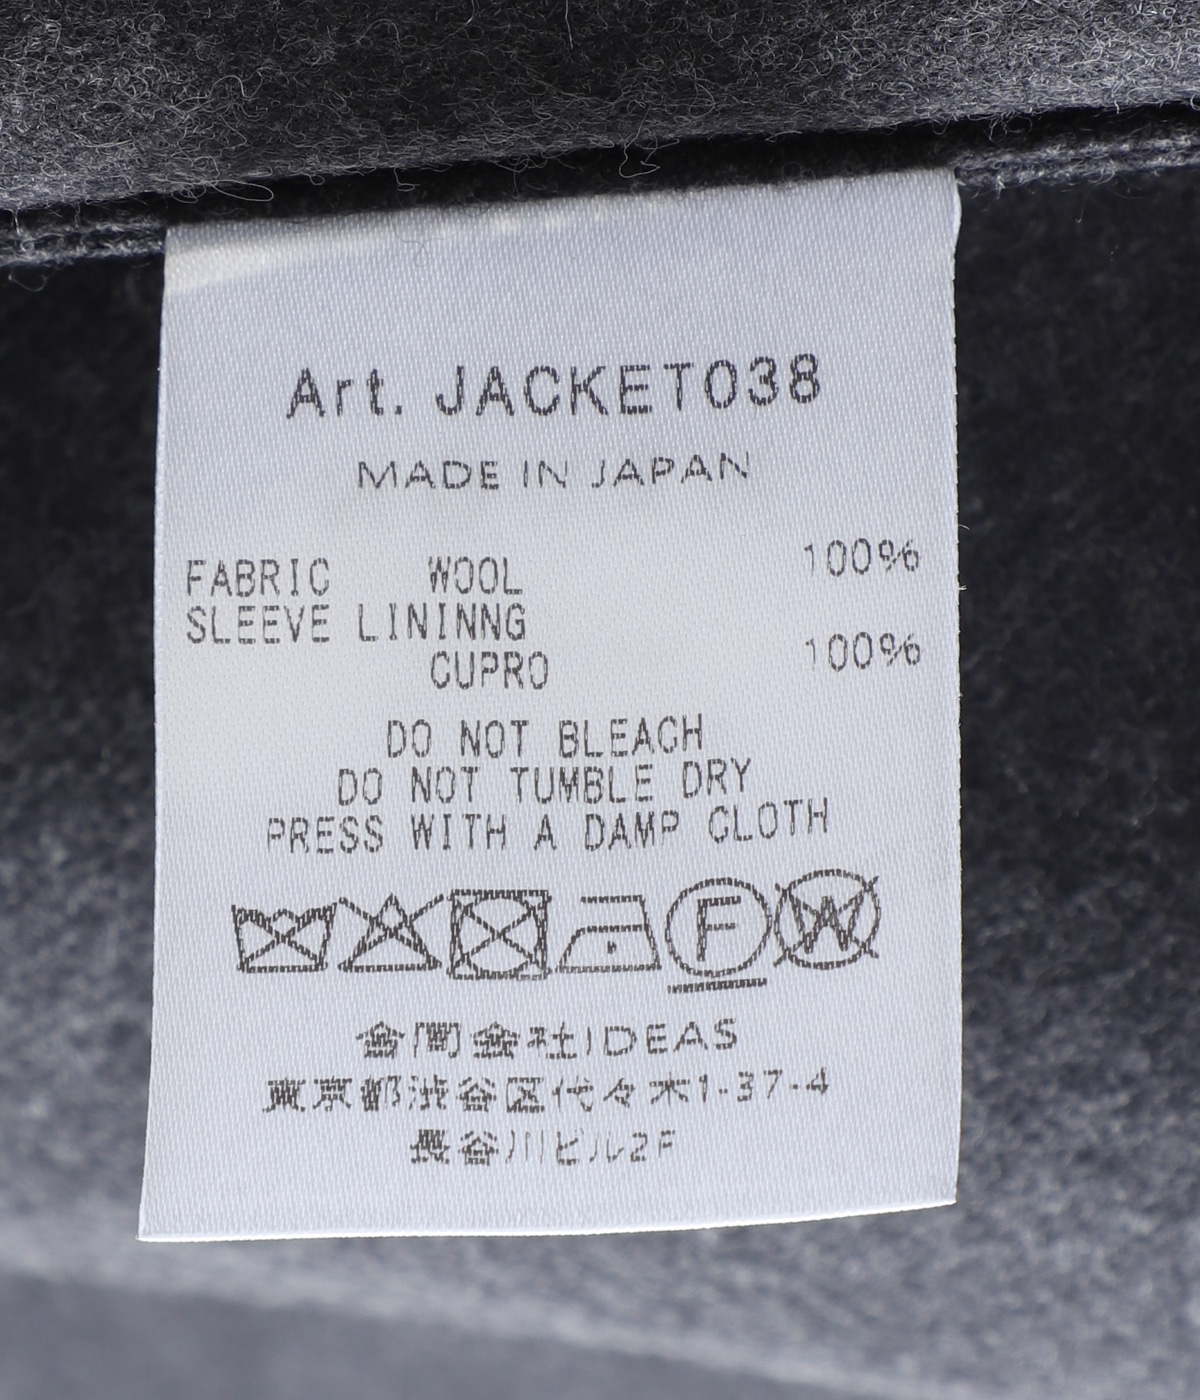 Art. JACKET038
MADE IN JAPAN
FABRIC WOOL 100%
SLEEVE LININNG
CUPRO 100%
DO NOT BLEACH
DO NOT TUMBLE DRY
PRESS WITH A DAMP CLOTH
F W
合同会社IDEAS
東京都渋谷区代々木1-37-4
長谷川ビル2F